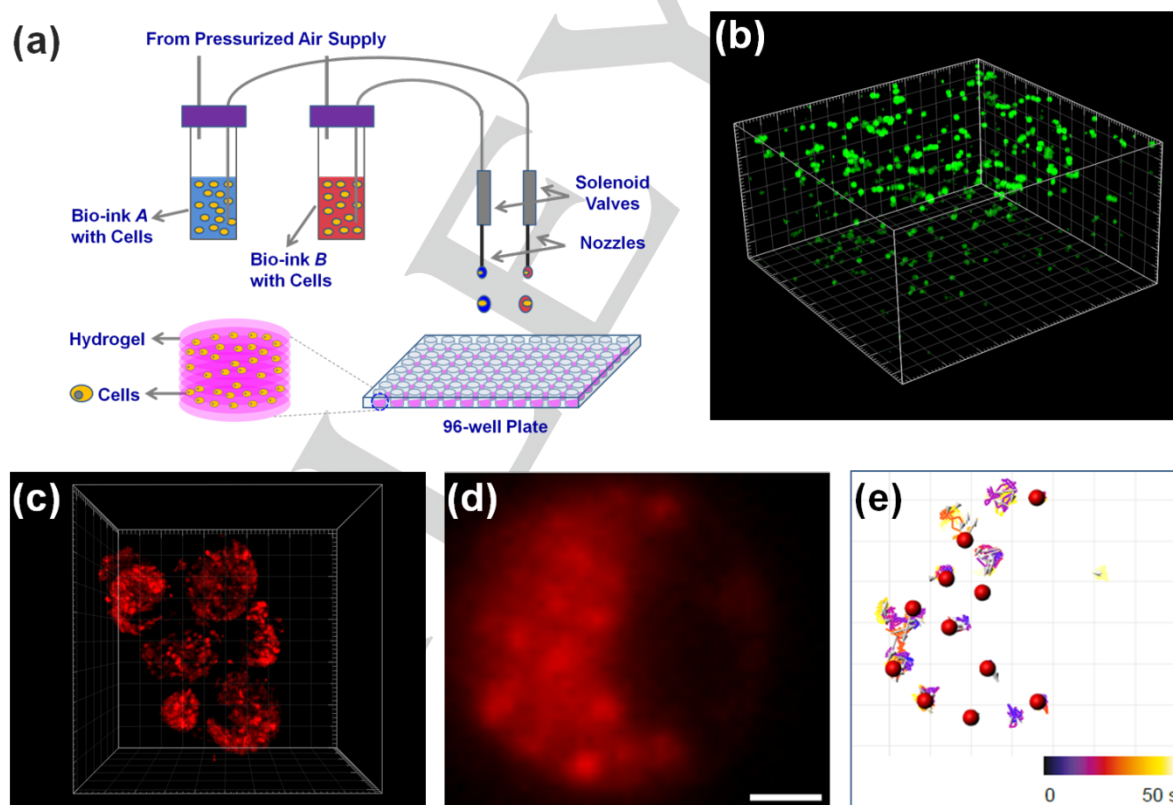 (a)
From Pressurized Air Supply
Bio-ink A
with Cells
Bio-ink B
with Cells
Solenoid
Valves
Nozzles
Hydrogel
Cells
96-well Plate
(b)
(c)
(d)
(e)
0 50 s